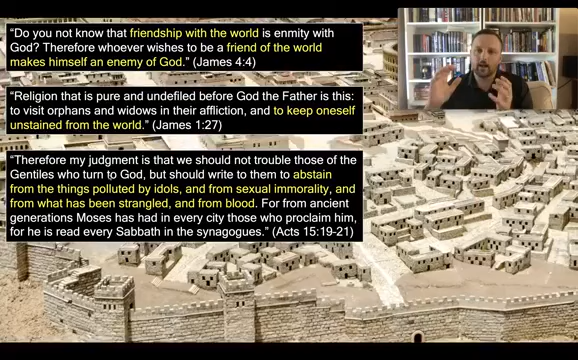 “Do you not know that friendship with the world is enmity with
God? Therefore whoever wishes to be a friend of the world
makes himself an enemy of God.” (James 4:4)
“Religion that is pure and undefiled before God the Father is this:
to visit orphans and widows in their affliction, and to keep oneself
unstained from the world.” (James 1:27)
“Therefore my judgment is that we should not trouble those of the
Gentiles who turn to God, but should write to them to abstain
from the things polluted by idols, and from sexual immorality, and
from what has been strangled, and from blood. For from ancient
generations Moses has had in every city those who proclaim him,
for he is read every Sabbath in the synagogues.” (Acts 15:19-21)